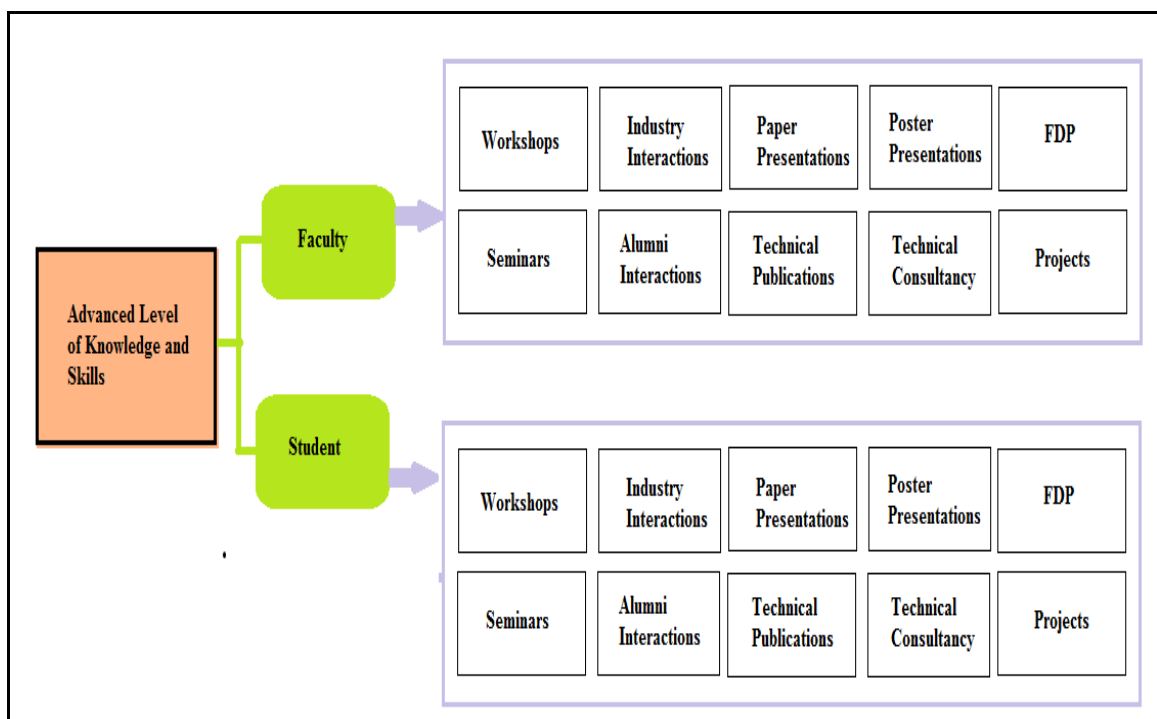 Advanced Level
of Knowledge and
Skills
Faculty
Workshops
Industry
Interactions
Paper
Presentations
Poster
Presentations
FDP
Seminars
Alumni
Interactions
Technical
Publications
Technical
Consultancy
Projects
Student
Workshops
Industry
Interactions
Paper
Presentations
Poster
Presentations
FDP
Seminars
Alumni
Interactions
Technical
Publications
Technical
Consultancy
Projects